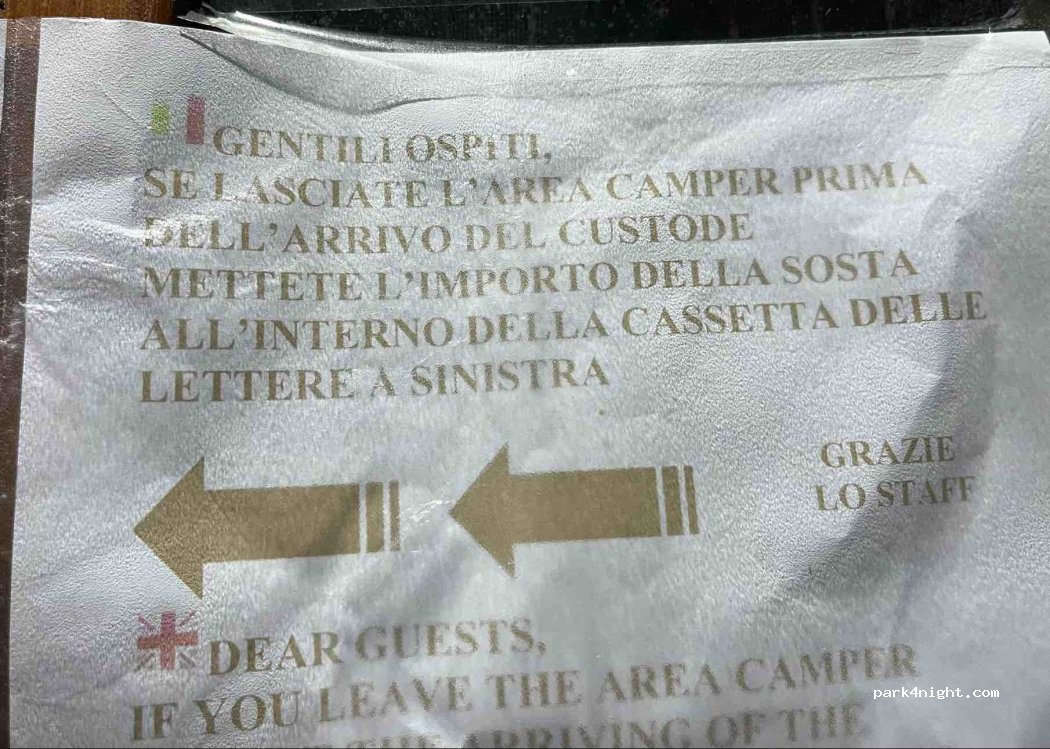 GENTILI OSPITI,
SE LASCIATE L'AREA CAMPER PRIMA
DELL'ARRIVO DEL CUSTODE
METTETE L'IMPORTO DELLA SOSTA
ALL'INTERNO DELLA CASSETTA DELLE
LETTERE A SINISTRA
GRAZIE
LO STAFF
DEAR GUESTS,
IF YOU LEAVE THE AREA CAMPER
THE ARRIVING OF THE
park4night.com